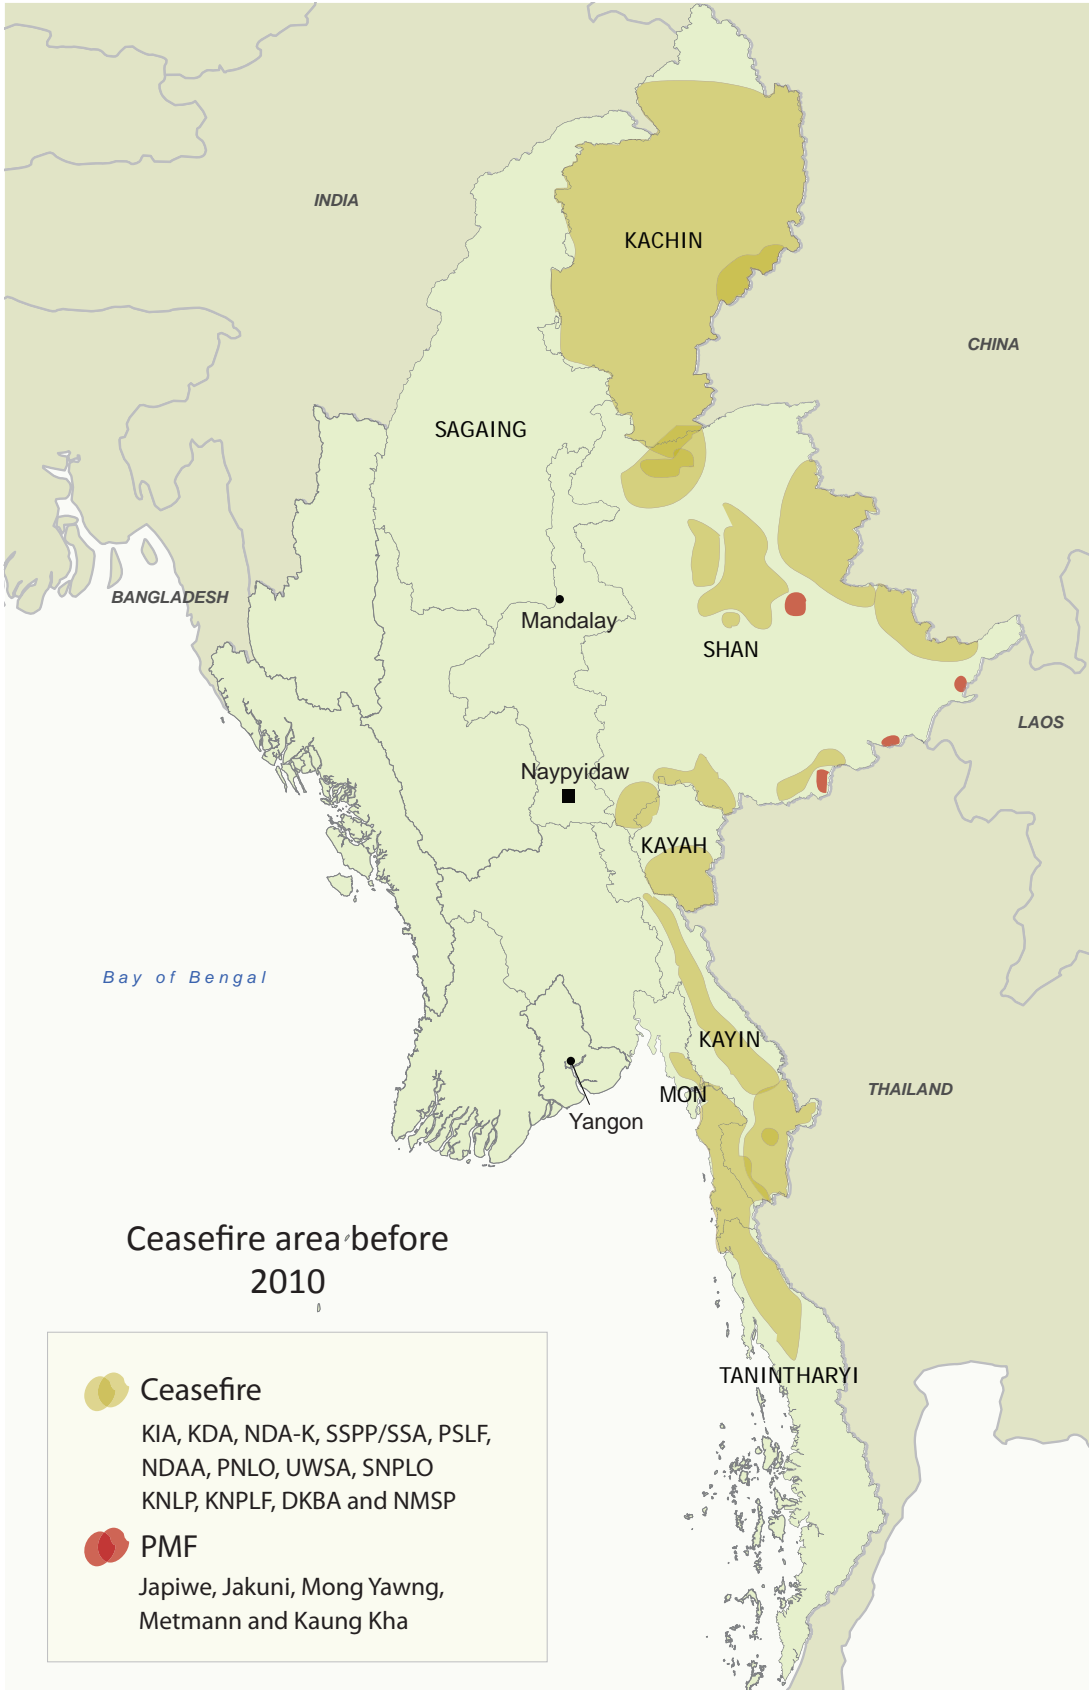 INDIA
KACHIN
CHINA
SAGAING
BANGLADESH
Mandalay
SHAN
LAOS
Naypyidaw
KAYAH
Bay of Bengal
KAYIN
THAILAND
MON
Yangon
Ceasefire area before
2010
TANINTHARYI
Ceasefire
KIA, KDA, NDA-K, SSPP/SSA, PSLF,
NDAA, PNLO, UWSA, SNPLO
KNLP, KNPLF, DKBA and NMSP
PMF
Japiwe, Jakuni, Mong Yawng,
Metmann and Kaung Kha